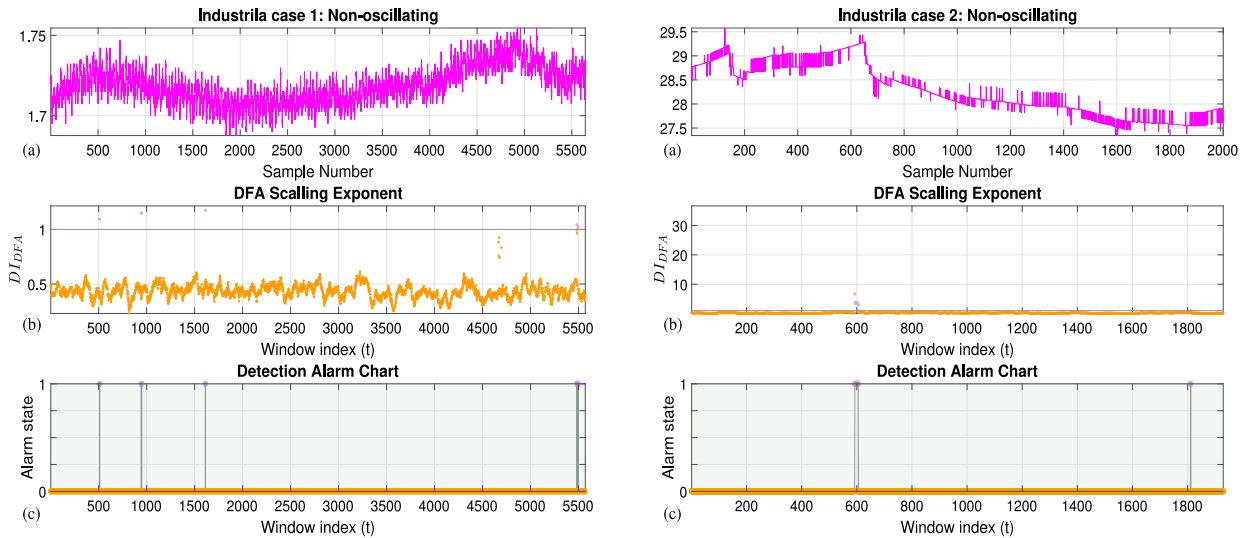 Industrila case 1: Non-oscillating
1.75
1.7
(a)
500 1000 1500 2000 2500 3000 3500 4000 4500 5000 5500
Sample Number
DFA Scalling Exponent
DI_DFA
1
0.5
(b)
500 1000 1500 2000 2500 3000 3500 4000 4500 5000 5500
Window index (t)
Detection Alarm Chart
Alarm state
1
0
(c)
500 1000 1500 2000 2500 3000 3500 4000 4500 5000 5500
Window index (t)
Industrila case 2: Non-oscillating
29.5
29
28.5
28
27.5
(a)
200 400 600 800 1000 1200 1400 1600 1800 2000
Sample Number
DFA Scalling Exponent
DI_DFA
30
20
10
(b)
200 400 600 800 1000 1200 1400 1600 1800
Window index (t)
Detection Alarm Chart
Alarm state
1
0
(c)
200 400 600 800 1000 1200 1400 1600 1800
Window index (t)